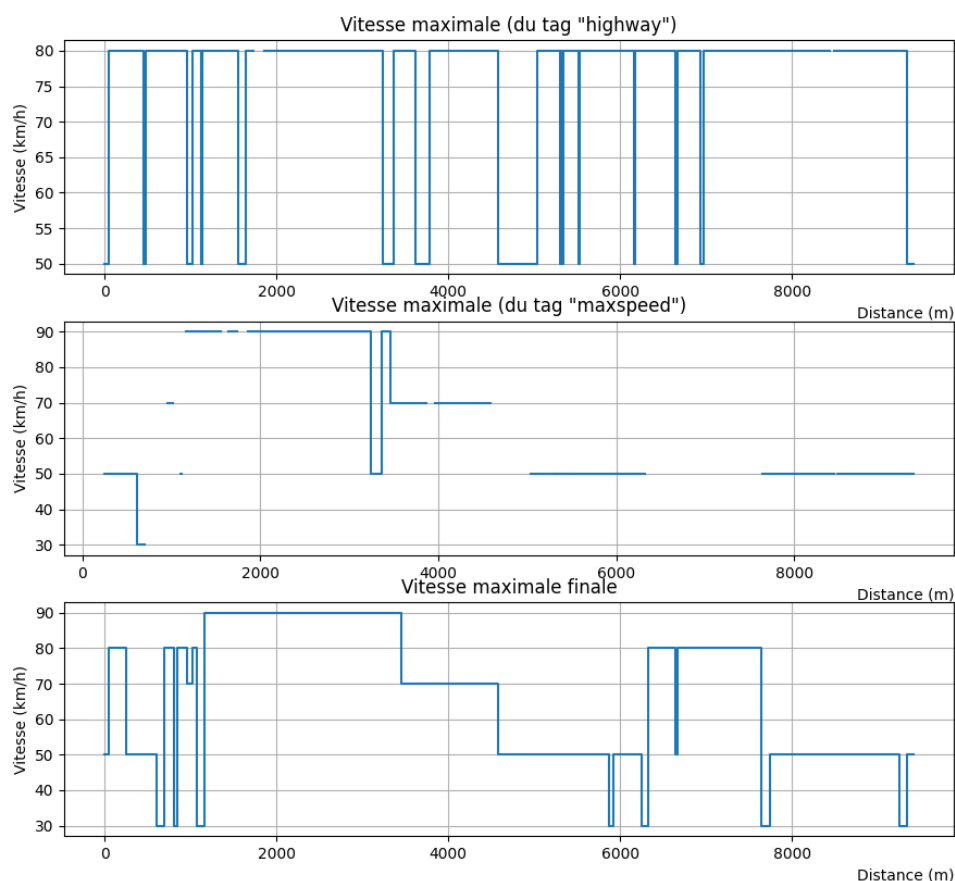 Vitesse maximale (du tag "highway")
Vitesse (km/h)
80
75
70
65
60
55
50
0 2000 4000 6000 8000
Distance (m)
Vitesse maximale (du tag "maxspeed")
Vitesse (km/h)
90
80
70
60
50
40
30
0 2000 4000 6000 8000
Distance (m)
Vitesse maximale finale
Vitesse (km/h)
90
80
70
60
50
40
30
0 2000 4000 6000 8000
Distance (m)